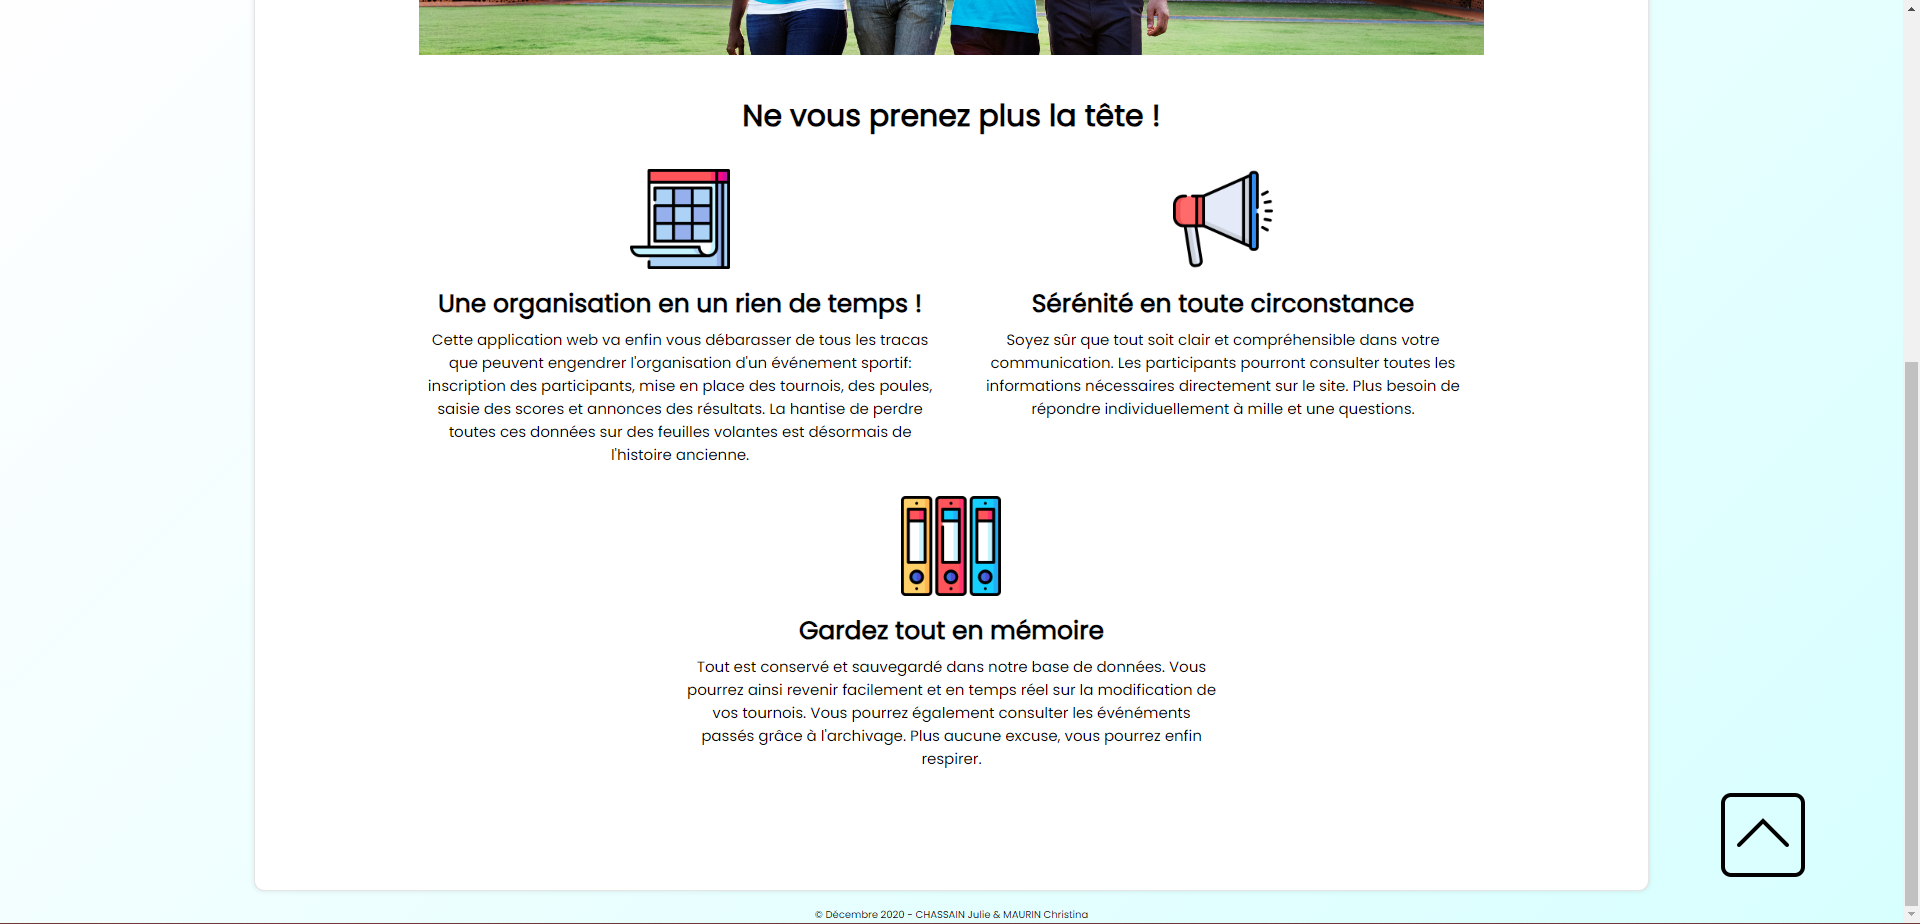 Ne vous prenez plus la tête !
Une organisation en un rien de temps !
Cette application web va enfin vous débarasser de tous les tracas
que peuvent engendrer l'organisation d'un événement sportif:
inscription des participants, mise en place des tournois, des poules,
saisie des scores et annonces des résultats. La hantise de perdre
toutes ces données sur des feuilles volantes est désormais de
l'histoire ancienne.
Sérénité en toute circonstance
Soyez sûr que tout soit clair et compréhensible dans votre
communication. Les participants pourront consulter toutes les
informations nécessaires directement sur le site. Plus besoin de
répondre individuellement à mille et une questions.
Gardez tout en mémoire
Tout est conservé et sauvegardé dans notre base de données. Vous
pourrez ainsi revenir facilement et en temps réel sur la modification de
vos tournois. Vous pourrez également consulter les événéments
passés grâce à l'archivage. Plus aucune excuse, vous pourrez enfin
respirer.
© Décembre 2020 - CHASSAIN Julie & MAURIN Christina